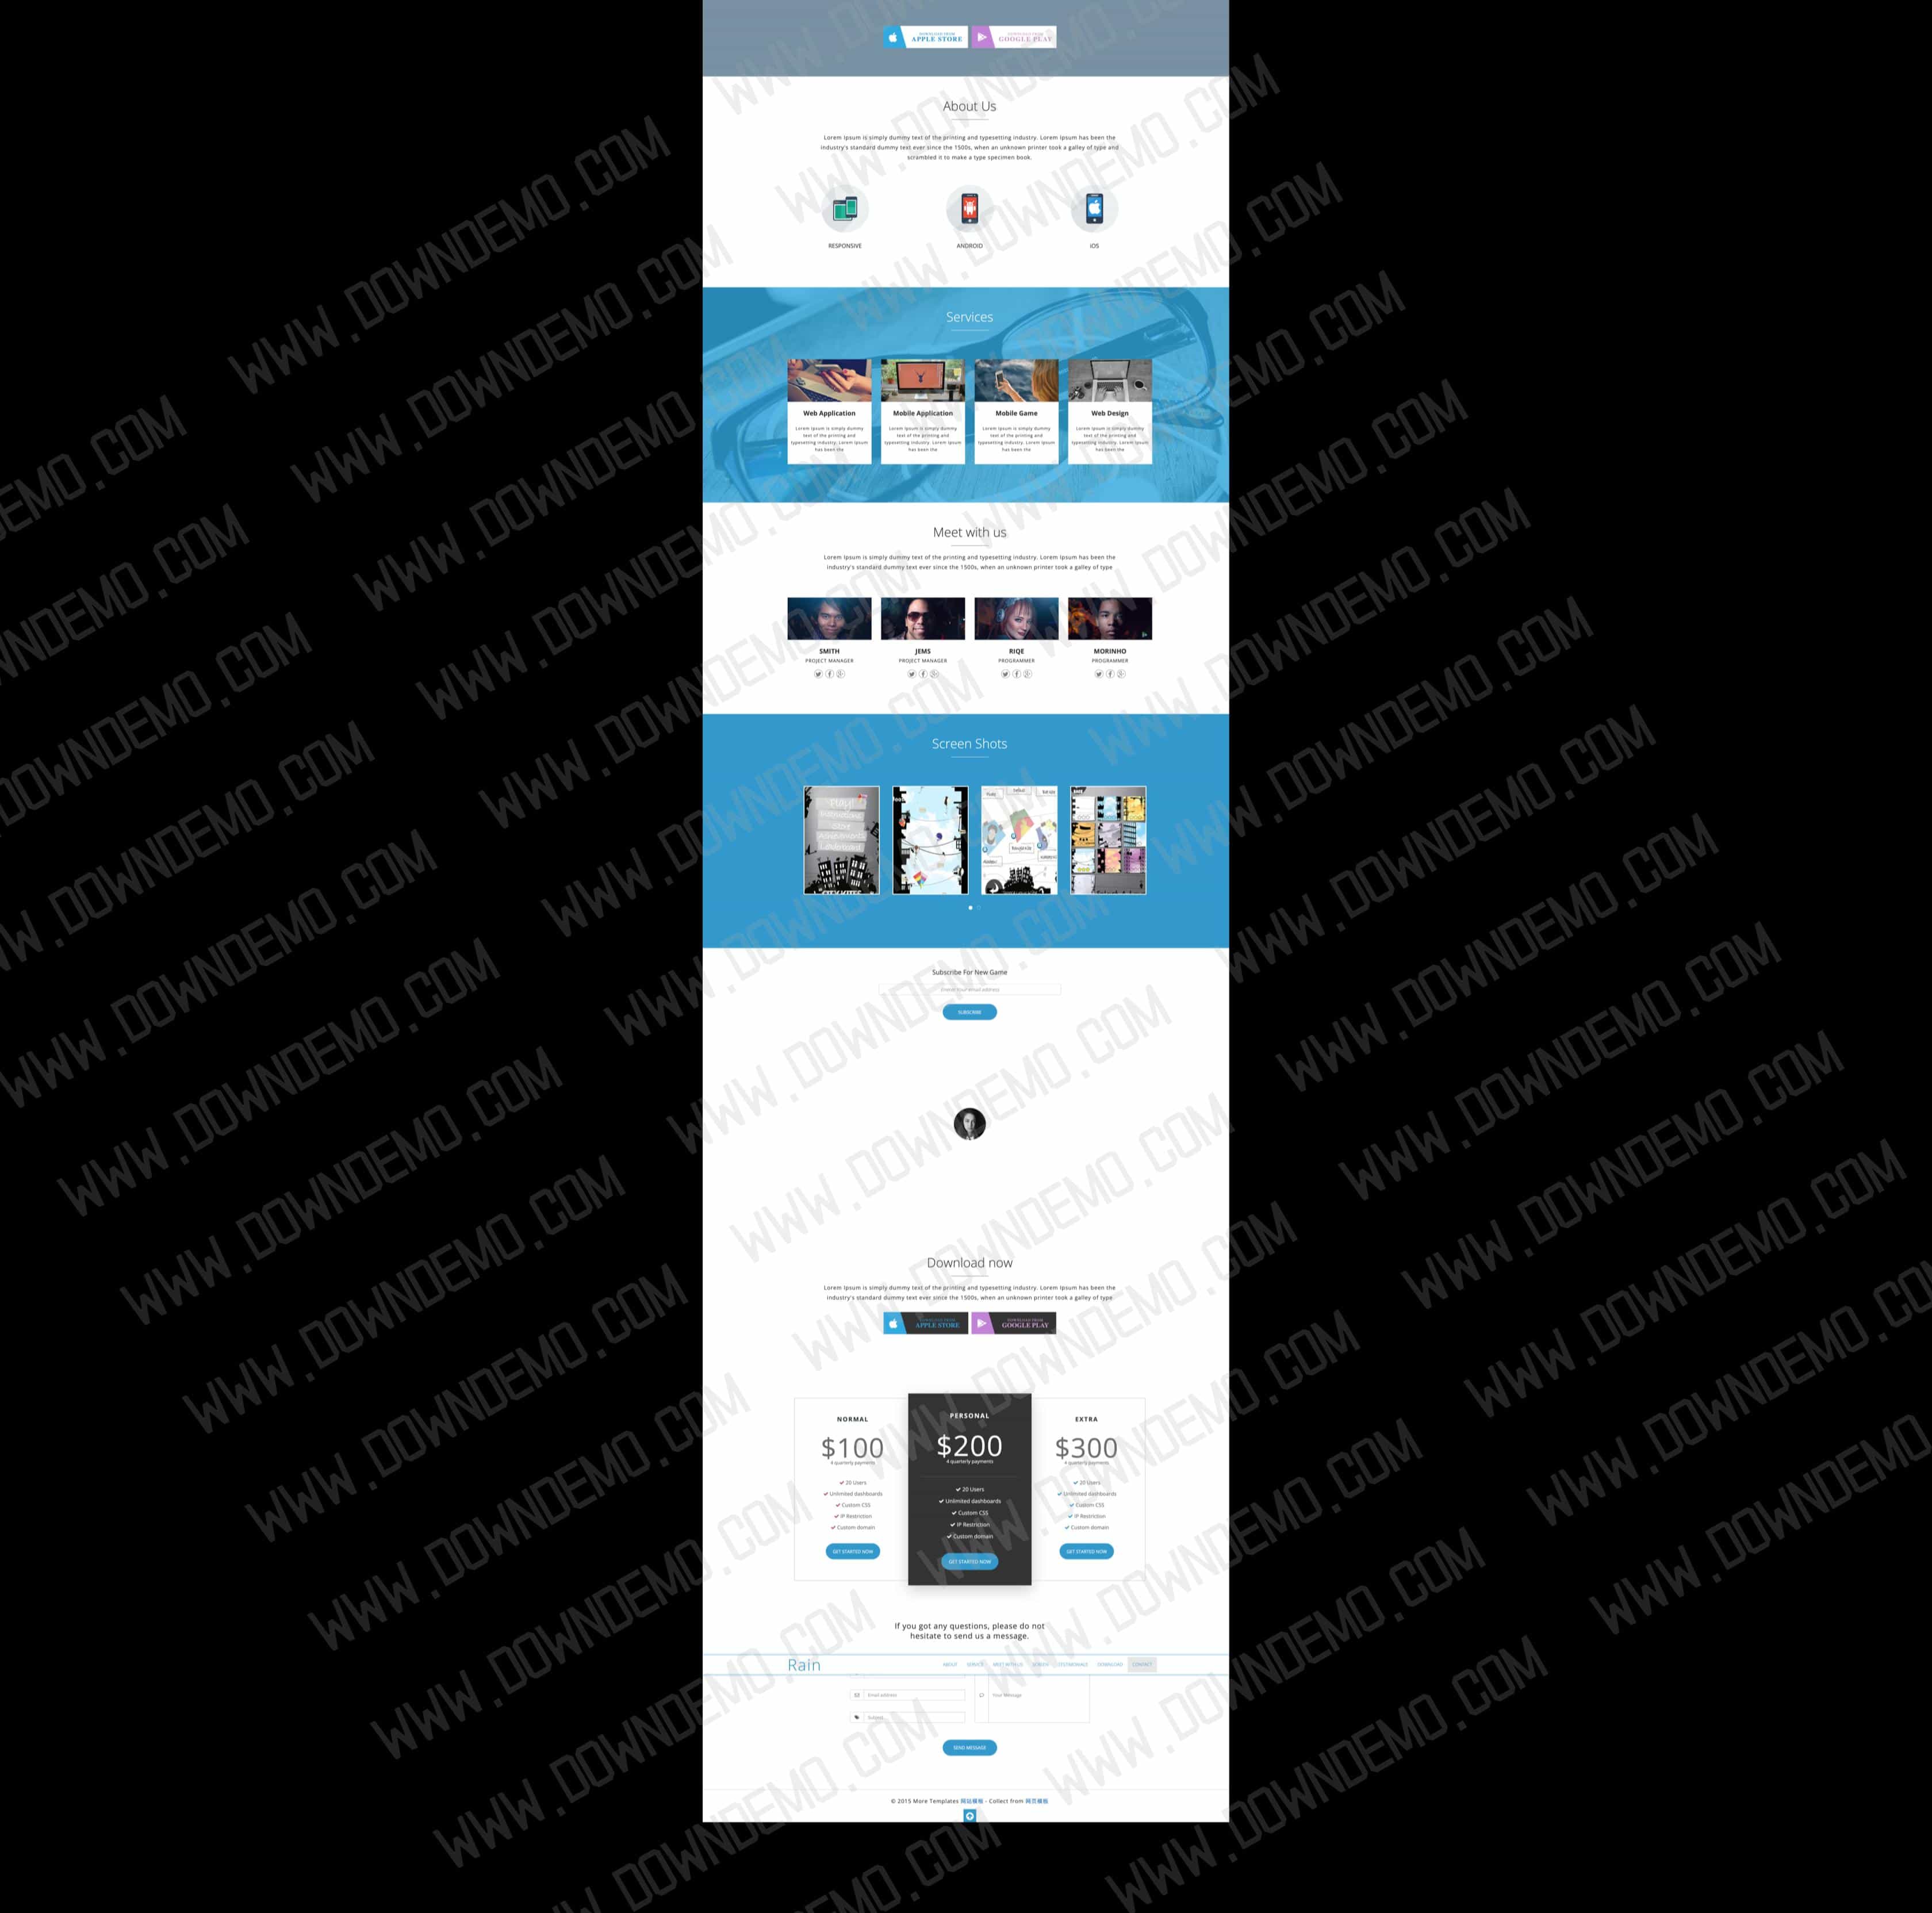 DOWNLOAD FROM
APPLE STORE
DOWNLOAD FROM
GOOGLE PLAY
About Us
Lorem Ipsum is simply dummy text of the printing and typesetting industry. Lorem Ipsum has been the
industry's standard dummy text ever since the 1500s, when an unknown printer took a galley of type and
scrambled it to make a type specimen book.
RESPONSIVE
ANDROID
iOS
Services
Web Application
Lorem Ipsum is simply dummy
text of the printing and
typesetting industry. Lorem Ipsum
has been the
Mobile Application
Lorem Ipsum is simply dummy
text of the printing and
typesetting industry. Lorem Ipsum
has been the
Mobile Game
Lorem Ipsum is simply dummy
text of the printing and
typesetting industry. Lorem Ipsum
has been the
Web Design
Lorem Ipsum is simply dummy
text of the printing and
typesetting industry. Lorem Ipsum
has been the
Meet with us
Lorem Ipsum is simply dummy text of the printing and typesetting industry. Lorem Ipsum has been the
industry's standard dummy text ever since the 1500s, when an unknown printer took a galley of type
SMITH
PROJECT MANAGER
JEMS
PROJECT MANAGER
RIQE
PROGRAMMER
MORINHO
PROGRAMMER
Screen Shots
Play!
Subscribe For New Game
your email address
SUBSCRIBE
Download now
Lorem Ipsum is simply dummy text of the printing and typesetting industry. Lorem Ipsum has been the
industry's standard dummy text ever since the 1500s, when an unknown printer took a galley of type
DOWNLOAD FROM
APPLE STORE
DOWNLOAD FROM
GOOGLE PLAY
NORMAL
$100
4 quarterly payments
20 Users
Unlimited dashboards
Custom CSS
IP Restriction
Custom domain
GET STARTED NOW
PERSONAL
$200
4 quarterly payments
20 Users
Unlimited dashboards
Custom CSS
IP Restriction
Custom domain
GET STARTED NOW
EXTRA
$300
4 quarterly payments
20 Users
Unlimited dashboards
Custom CSS
IP Restriction
Custom domain
GET STARTED NOW
If you got any questions, please do not
hesitate to send us a message.
Rain
ABOUT SERVICE MEET WITH US SCREEN TESTIMONIALS DOWNLOAD CONTACT
Email address
Your Message
Subject
SEND MESSAGE
© 2015 More Templates 网站模板 - Collect from 网页模板
WWW.DOWNDEMO.COM